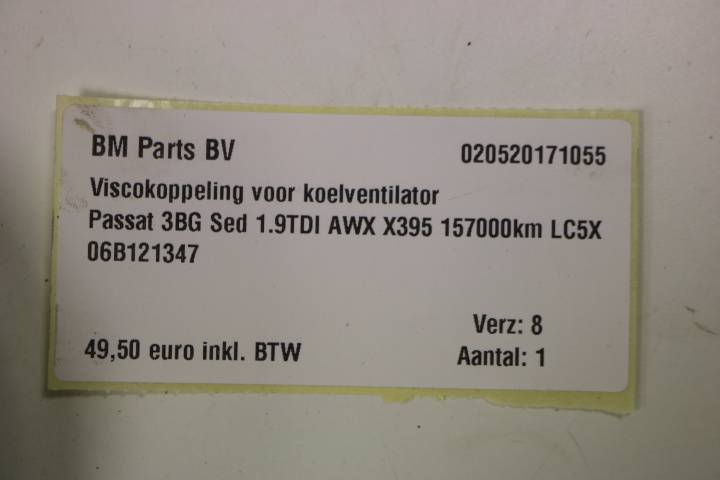 BM Parts BV 020520171055
Viscokoppeling voor koelventilator
Passat 3BG Sed 1.9TDI AWX X395 157000km LC5X
06B121347
Verz: 8
49,50 euro inkl. BTW Aantal: 1